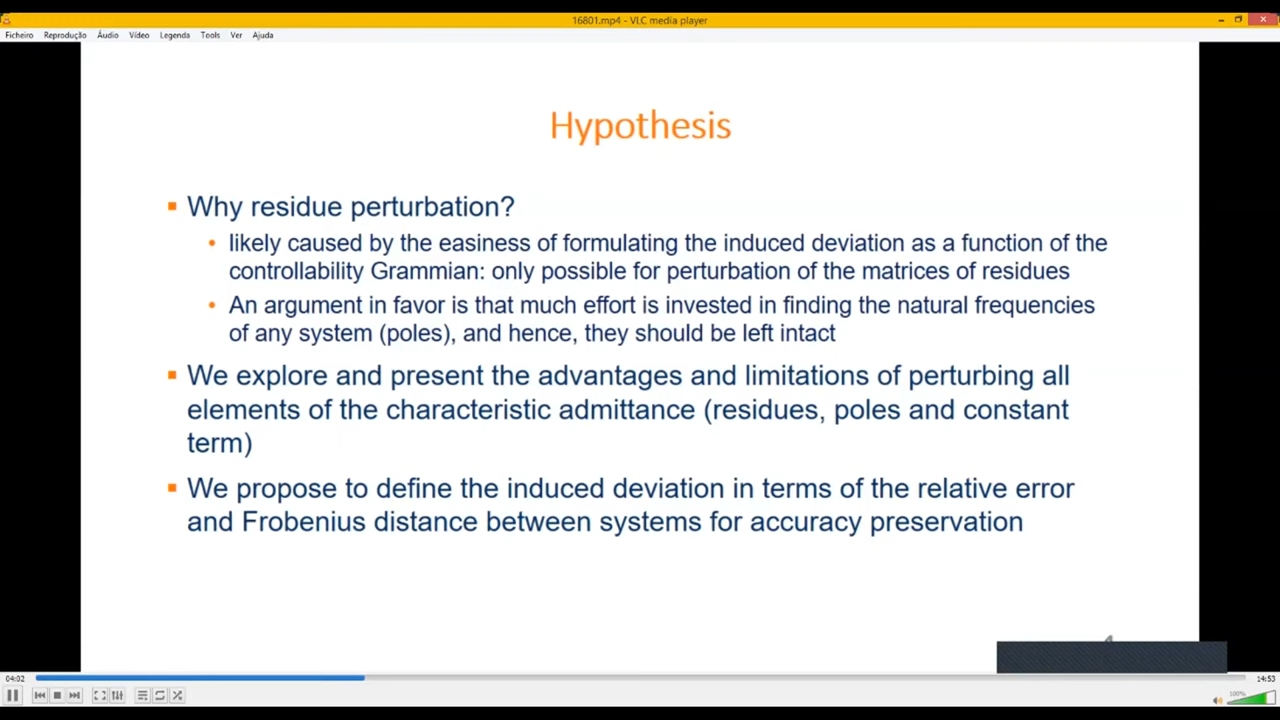 16801.mp4 - VLC media player
Ficheiro Reprodução Áudio Vídeo Legenda Tools Ver Ajuda
Hypothesis
Why residue perturbation?
likely caused by the easiness of formulating the induced deviation as a function of the
controllability Grammian: only possible for perturbation of the matrices of residues
An argument in favor is that much effort is invested in finding the natural frequencies
of any system (poles), and hence, they should be left intact
We explore and present the advantages and limitations of perturbing all
elements of the characteristic admittance (residues, poles and constant
term)
We propose to define the induced deviation in terms of the relative error
and Frobenius distance between systems for accuracy preservation
04:02 14:53
100%